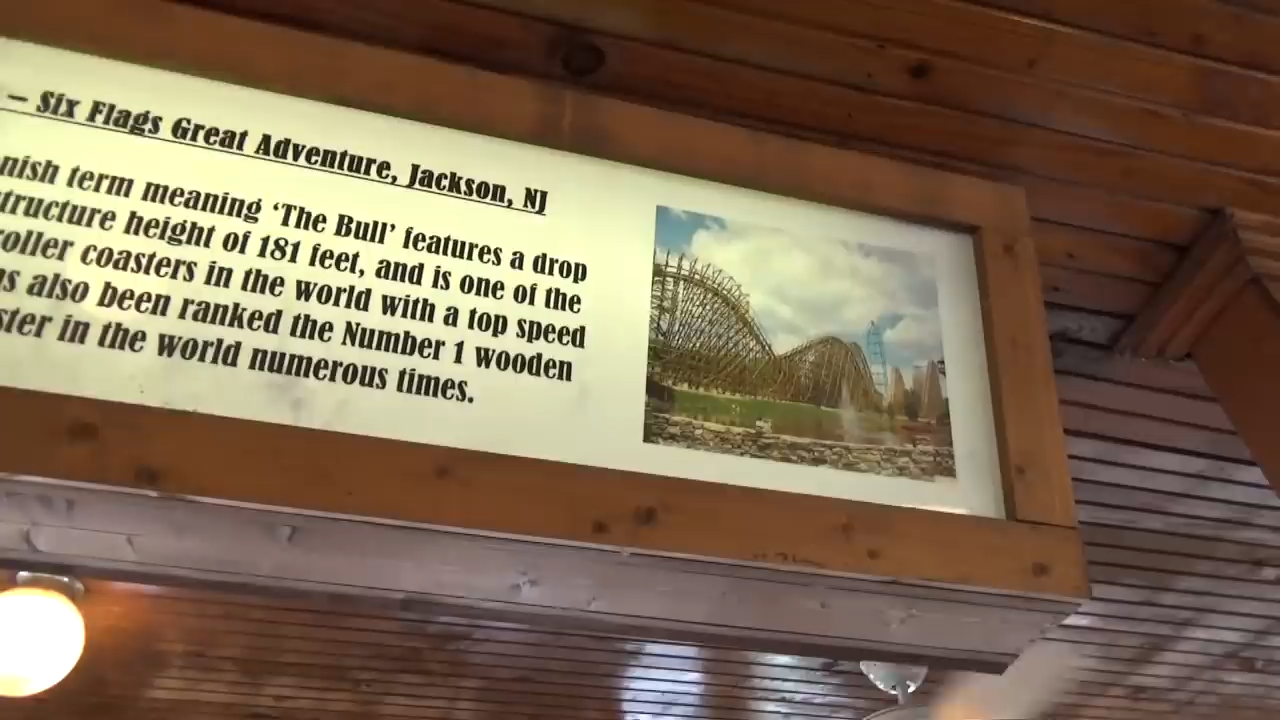 – Six Flags Great Adventure, Jackson, NJ
nish term meaning ‘The Bull’ features a drop
tructure height of 181 feet, and is one of the
roller coasters in the world with a top speed
as also been ranked the Number 1 wooden
ster in the world numerous times.